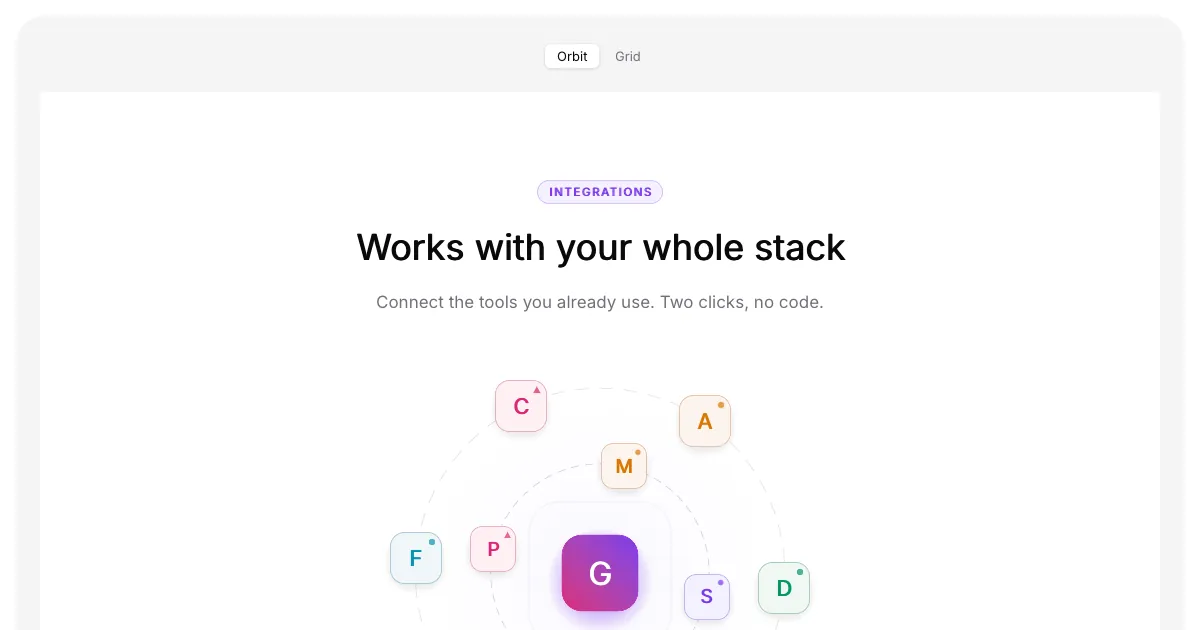 Orbit Grid
INTEGRATIONS
Works with your whole stack
Connect the tools you already use. Two clicks, no code.
C
A
M
F
P
G
S
D